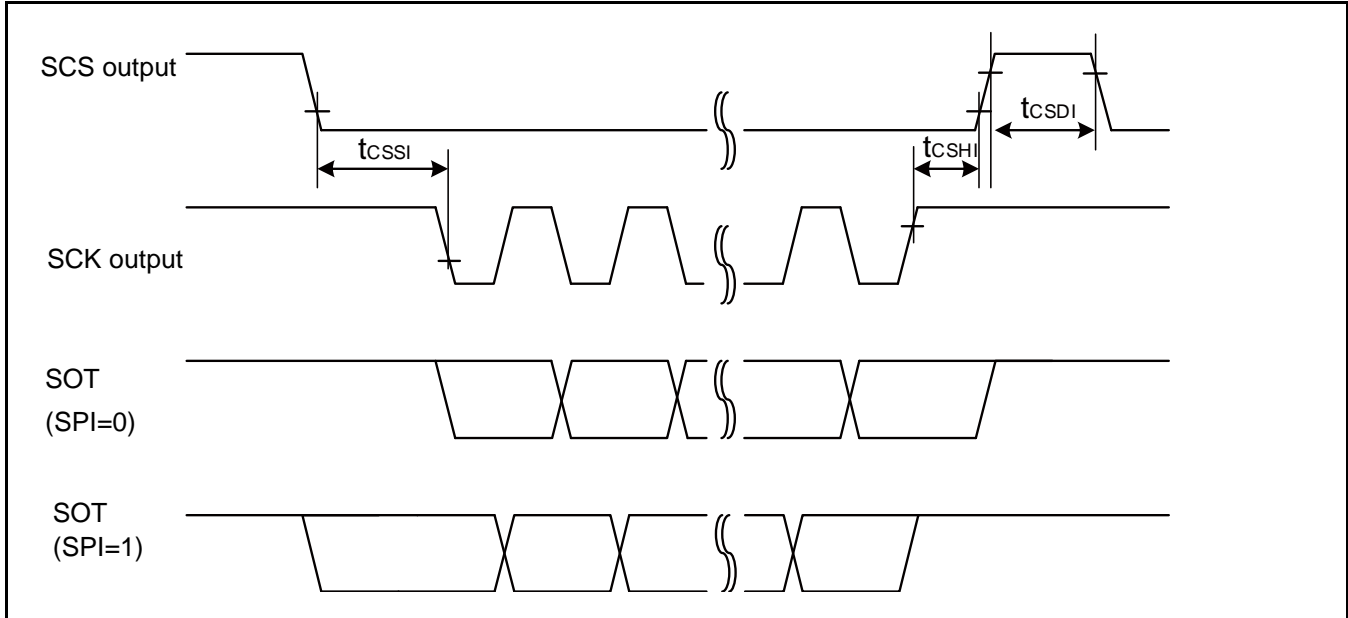 SCS output
tCSDI
tCSSI
tCSHI
SCK output
SOT
(SPI=0)
SOT
(SPI=1)